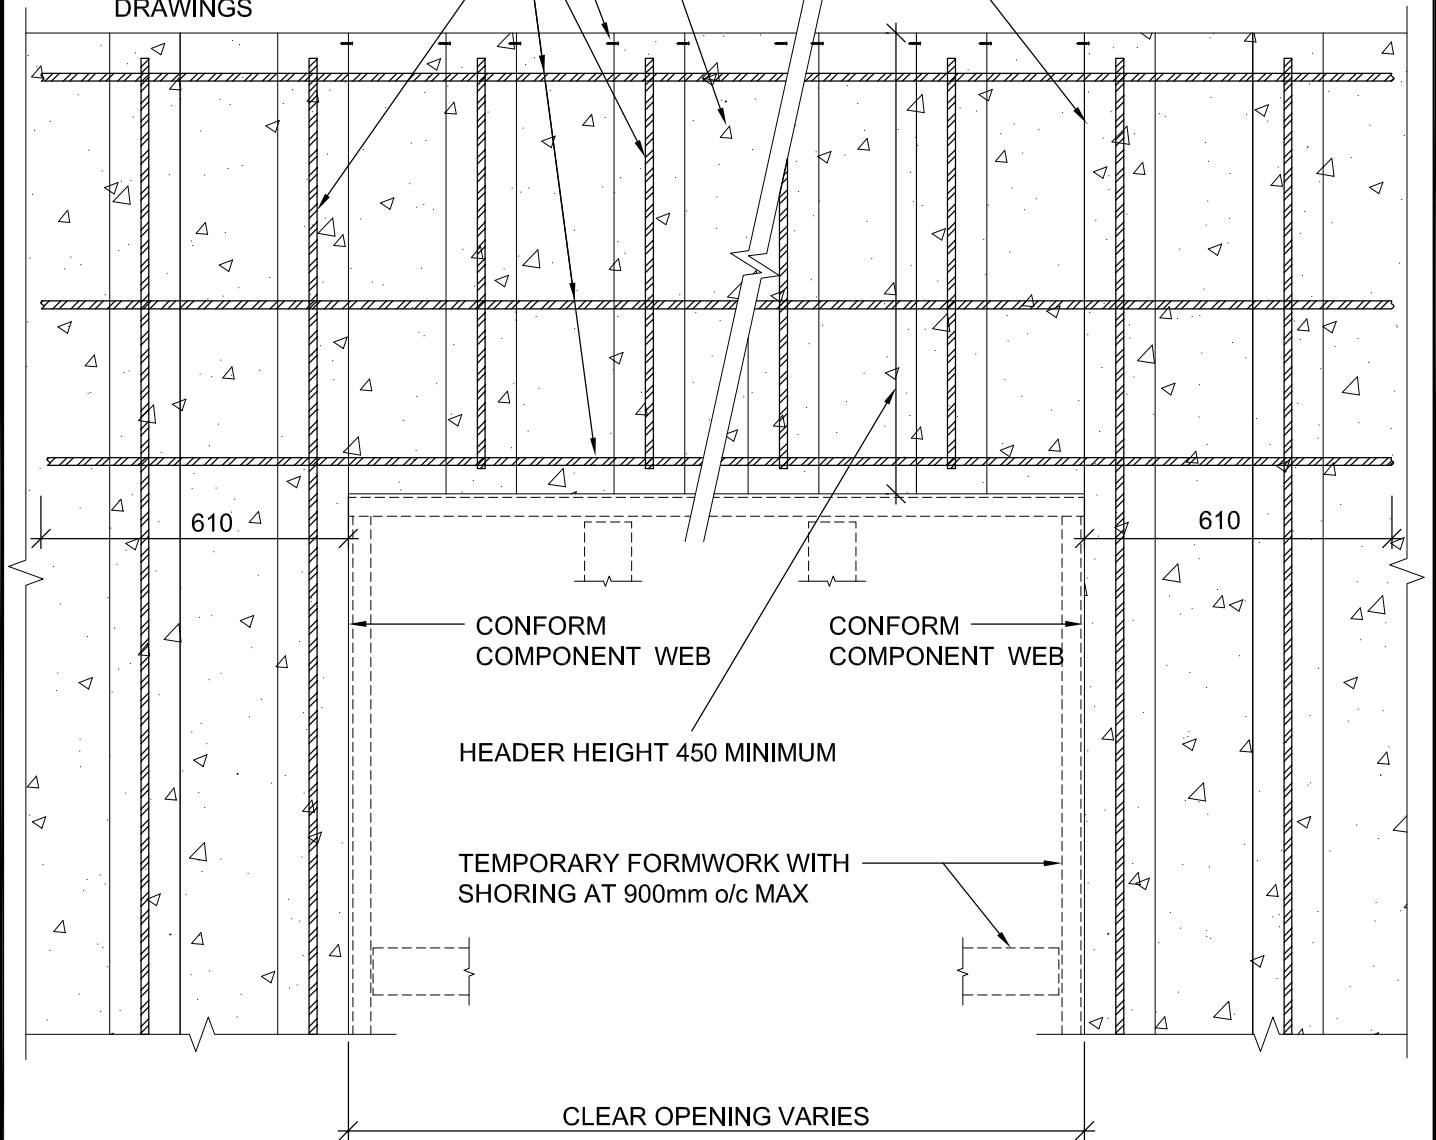 DRAWINGS
610
610
CONFORM
COMPONENT WEB
CONFORM
COMPONENT WEB
HEADER HEIGHT 450 MINIMUM
TEMPORARY FORMWORK WITH
SHORING AT 900mm o/c MAX
CLEAR OPENING VARIES